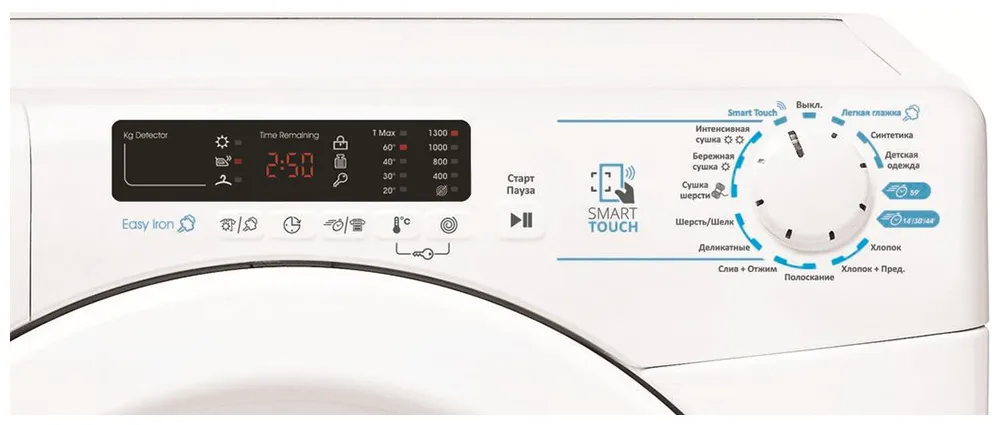 Kg Detector
Time Remaining
2:50
T Max
60°
40°
30°
20°
1300
1000
800
400
Easy Iron
°C
Старт
Пауза
SMART
TOUCH
Smart Touch
Выкл.
Легкая глажка
Интенсивная
сушка
Синтетика
Бережная
сушка
Детская
одежда
Сушка
шерсти
59'
Шерсть/Шелк
14'/30'/44'
Деликатные
Хлопок
Слив + Отжим
Хлопок + Пред.
Полоскание